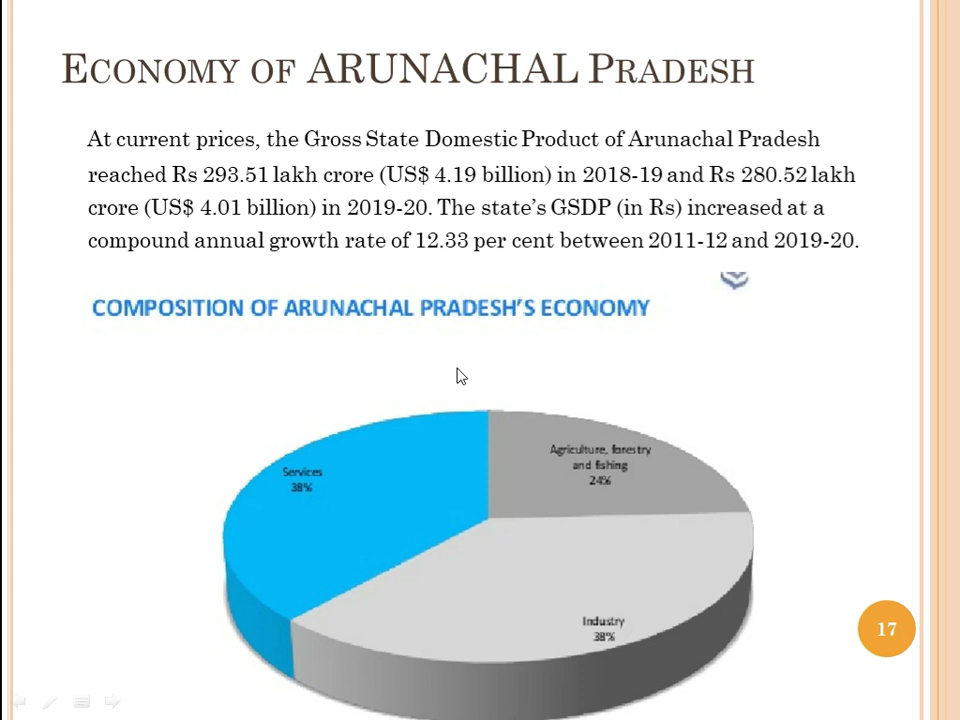 ECONOMY OF ARUNACHAL PRADESH
At current prices, the Gross State Domestic Product of Arunachal Pradesh
reached Rs 293.51 lakh crore (US$ 4.19 billion) in 2018-19 and Rs 280.52 lakh
crore (US$ 4.01 billion) in 2019-20. The state’s GSDP (in Rs) increased at a
compound annual growth rate of 12.33 per cent between 2011-12 and 2019-20.
COMPOSITION OF ARUNACHAL PRADESH’S ECONOMY
Agriculture, forestry
and fishing
24%
Services
38%
Industry
38%
17